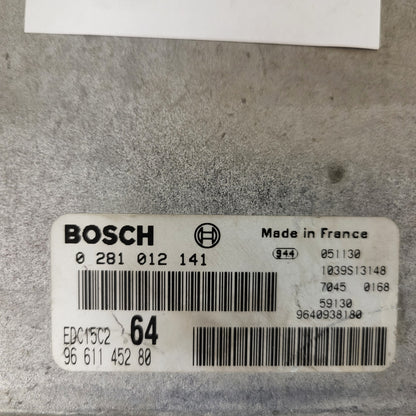 BOSCH
Made in France
0 281 012 141
944 051130
1039S13148
7045 0168
59130
9640938180
EDC15C2 64
96 611 452 80